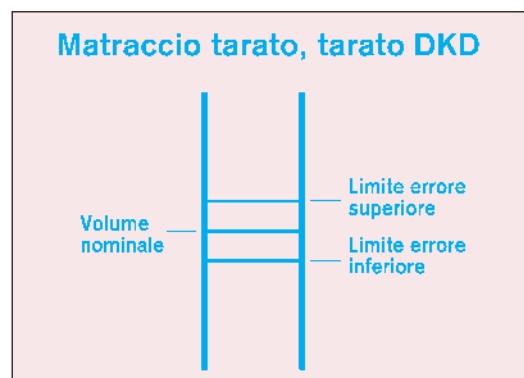 Matraccio tarato, tarato DKD
Limite errore
superiore
Volume
nominale
Limite errore
inferiore